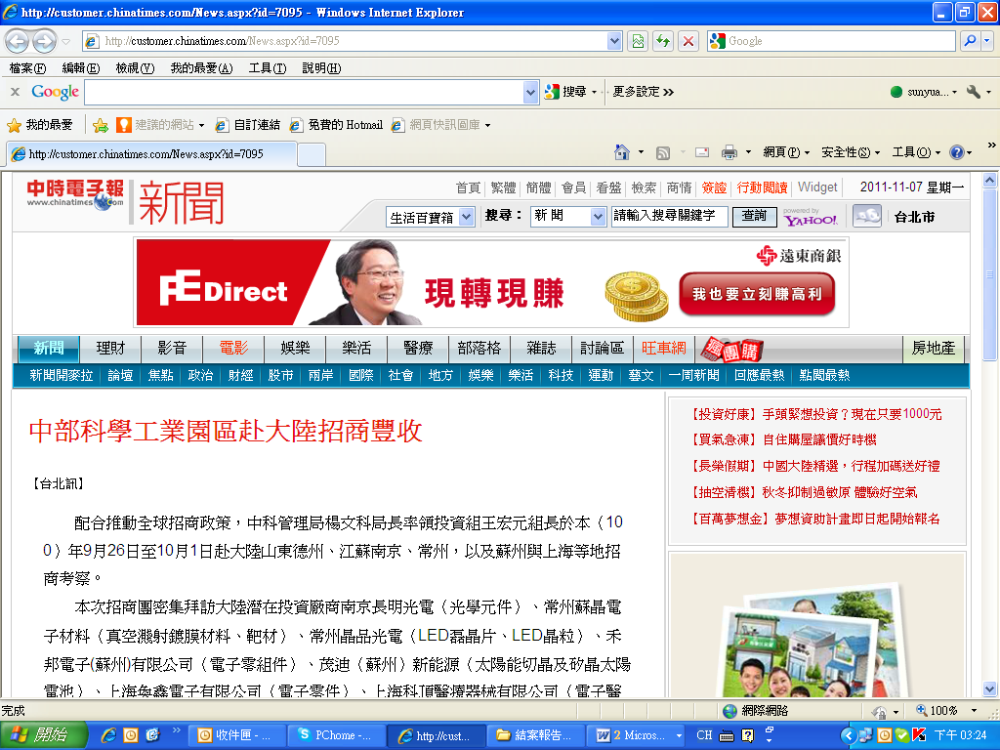 http://customer.chinatimes.com/News.aspx?id=7095 - Windows Internet Explorer
http://customer.chinatimes.com/News.aspx?id=7095
Google
檔案(F) 編輯(E) 檢視(V) 我的最愛(A) 工具(T) 說明(H)
x Google 搜尋 更多設定 >> sunyua...
我的最愛 建議的網站 自訂連結 免費的 Hotmail 網頁快訊圖庫
http://customer.chinatimes.com/News.aspx?id=7095 網頁(P) 安全性(S) 工具(O) >>
中時電子報 www.chinatimes.com 新聞
首頁 | 繁體 | 簡體 | 會員 | 看盤 | 檢索 | 商情 | 簽證 | 行動閱讀 | Widget 2011-11-07 星期一
生活百寶箱 搜尋： 新聞 請輸入搜尋關鍵字 查詢 powered by YAHOO! 台北市
FE Direct 現轉現賺 遠東商銀 我也要立刻賺高利
新聞 理財 影音 電影 娛樂 樂活 醫療 部落格 雜誌 討論區 旺車網 瘋團購 房地產
新聞開麥拉 論壇 焦點 政治 財經 股市 兩岸 國際 社會 地方 娛樂 樂活 科技 運動 藝文 一周新聞 回應最熱 點閱最熱
中部科學工業園區赴大陸招商豐收
【台北訊】
配合推動全球招商政策，中科管理局楊文科局長率領投資組王宏元組長於本（10
0）年9月26日至10月1日赴大陸山東德州、江蘇南京、常州，以及蘇州與上海等地招
商考察。
本次招商團密集拜訪大陸潛在投資廠商南京長明光電（光學元件）、常州蘇晶電
子材料（真空濺射鍍膜材料、靶材）、常州晶品光電（LED磊晶片、LED晶粒）、禾
邦電子(蘇州)有限公司（電子零組件）、茂迪（蘇州）新能源（太陽能切晶及矽晶太陽
電池）、上海奐鑫電子有限公司（電子零件）、上海科頂醫療器械有限公司（電子醫
【投資好康】手頭緊想投資？現在只要1000元
【買氣急凍】自住購屋議價好時機
【長榮假期】中國大陸精選，行程加碼送好禮
【抽空清機】秋冬抑制過敏原 體驗好空氣
【百萬夢想金】夢想資助計畫即日起開始報名
完成 網際網路 100%
開始 收件匣 - ... PChome - ... http://cust... 結案報告... 2 Micros... CH 下午 03:24